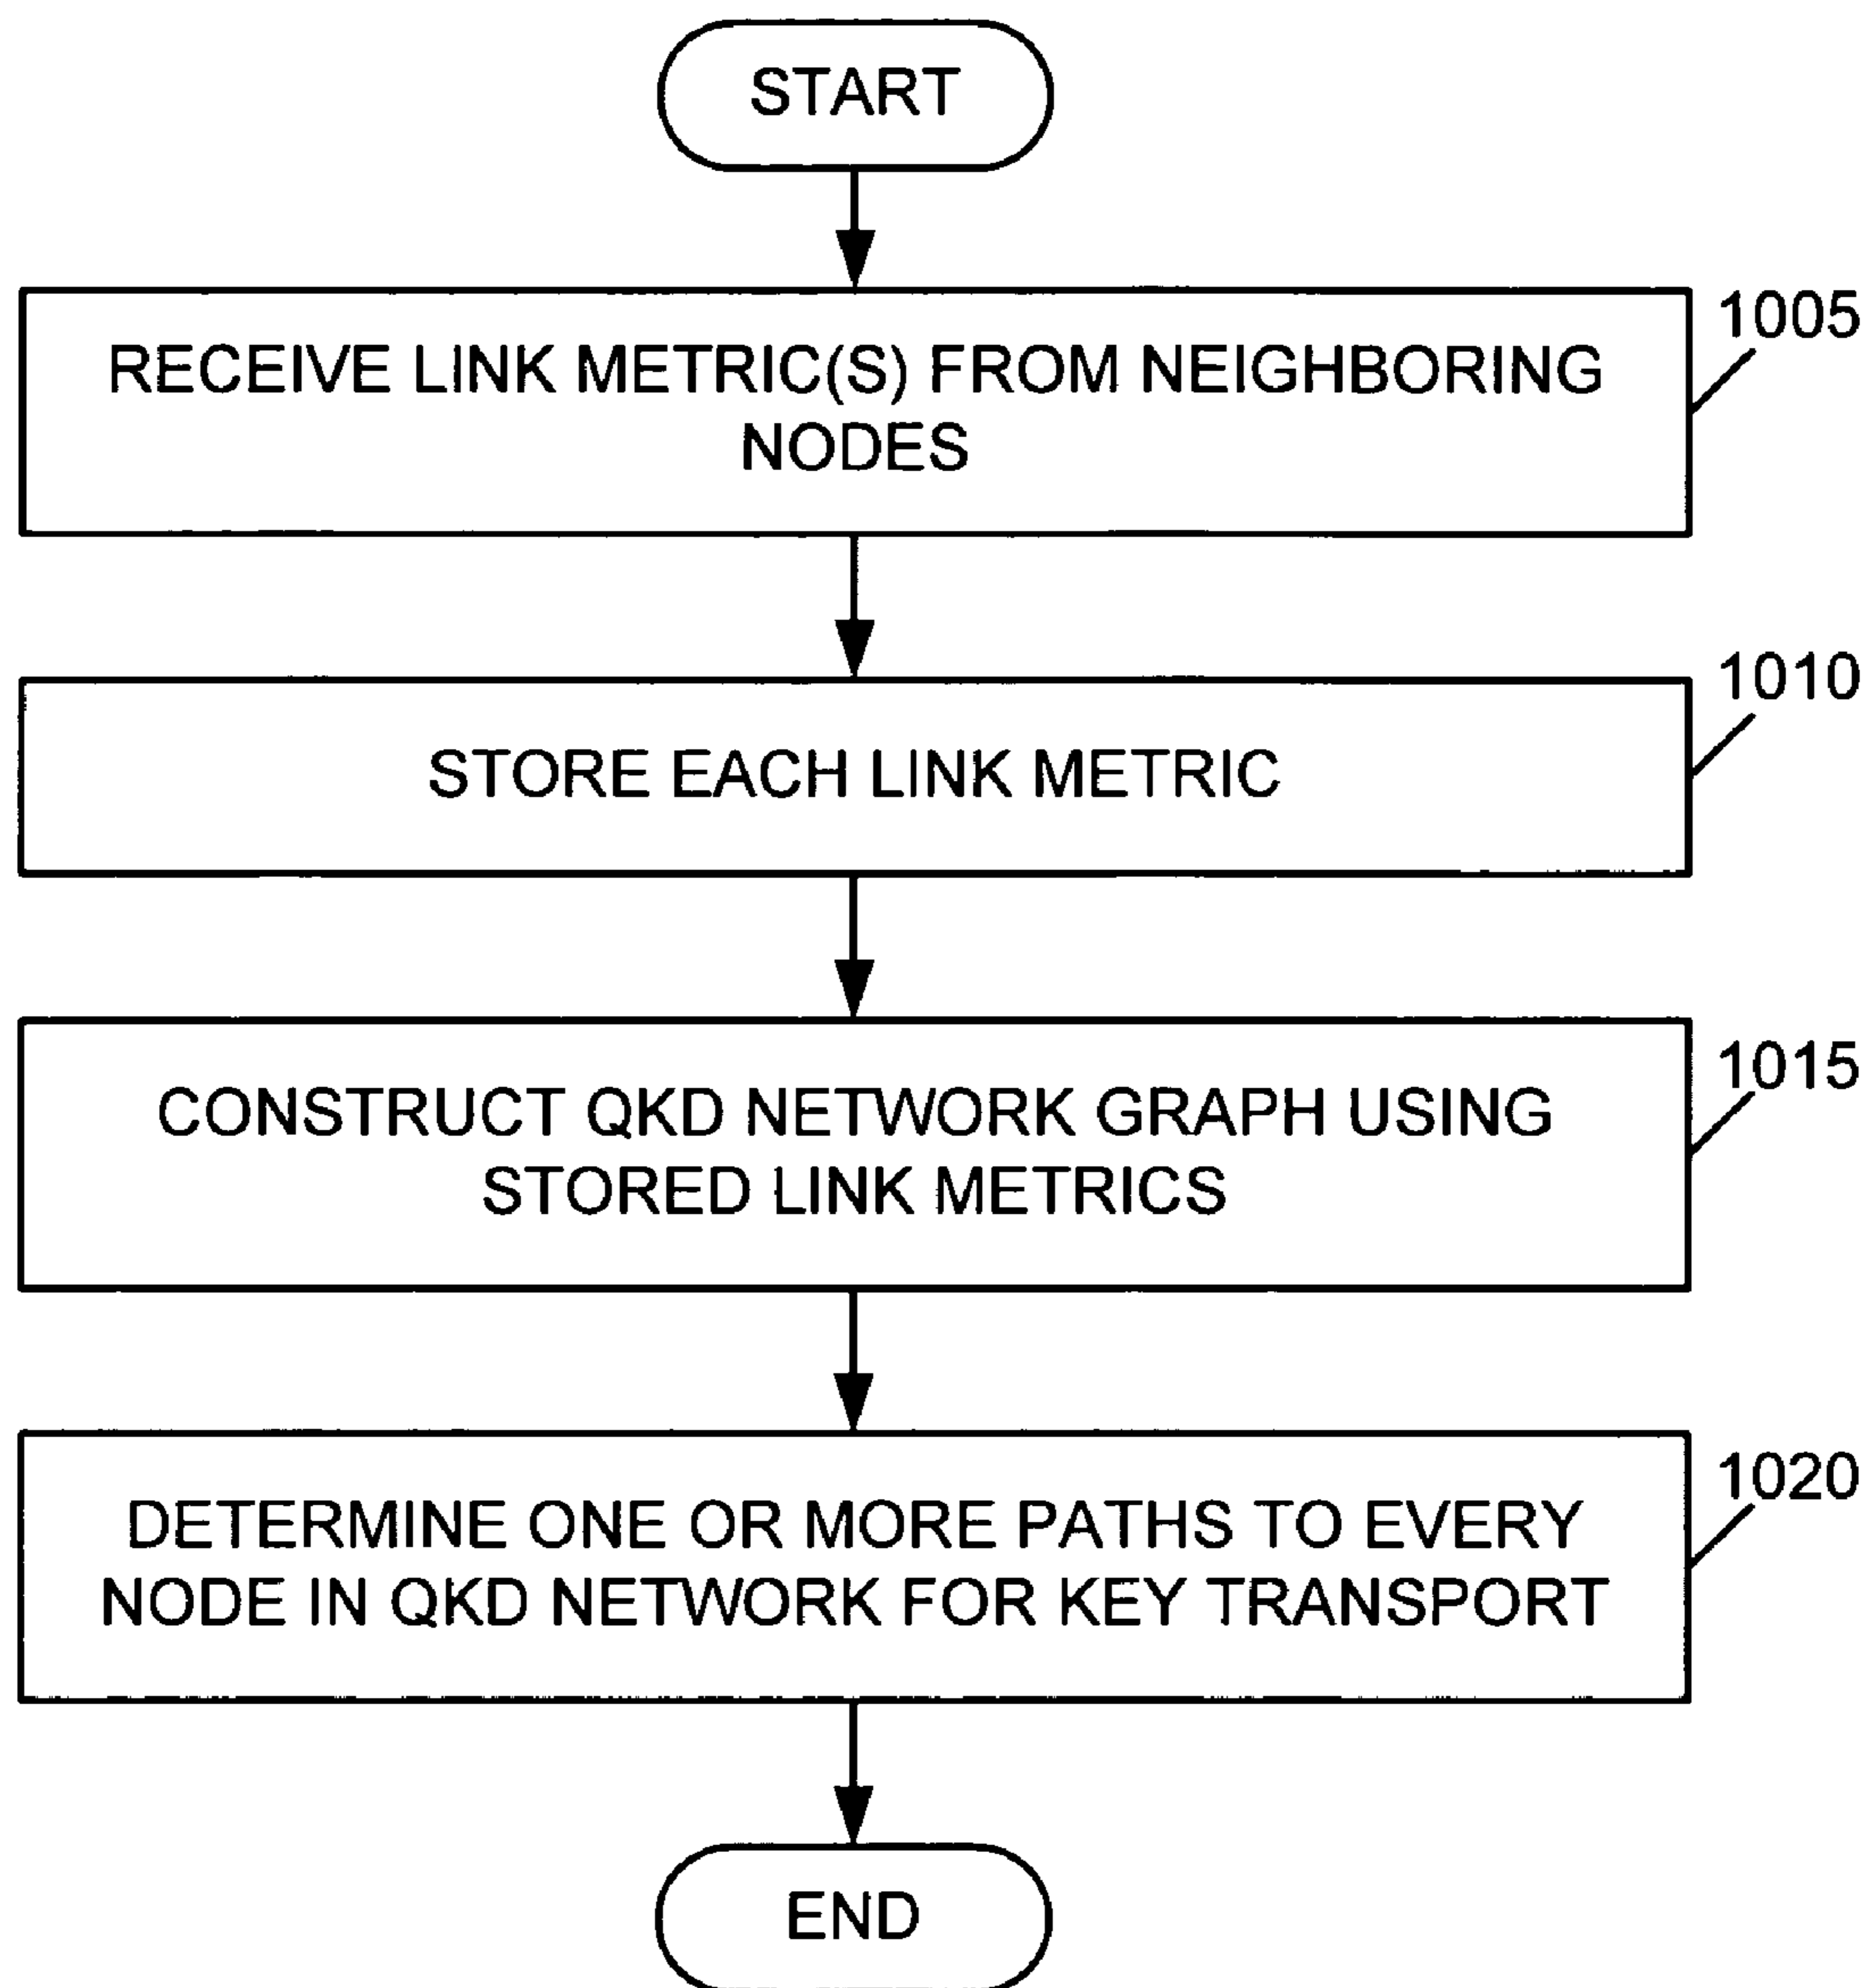 START
1005
RECEIVE LINK METRIC(S) FROM NEIGHBORING
NODES
1010
STORE EACH LINK METRIC
1015
CONSTRUCT QKD NETWORK GRAPH USING
STORED LINK METRICS
1020
DETERMINE ONE OR MORE PATHS TO EVERY
NODE IN QKD NETWORK FOR KEY TRANSPORT
END